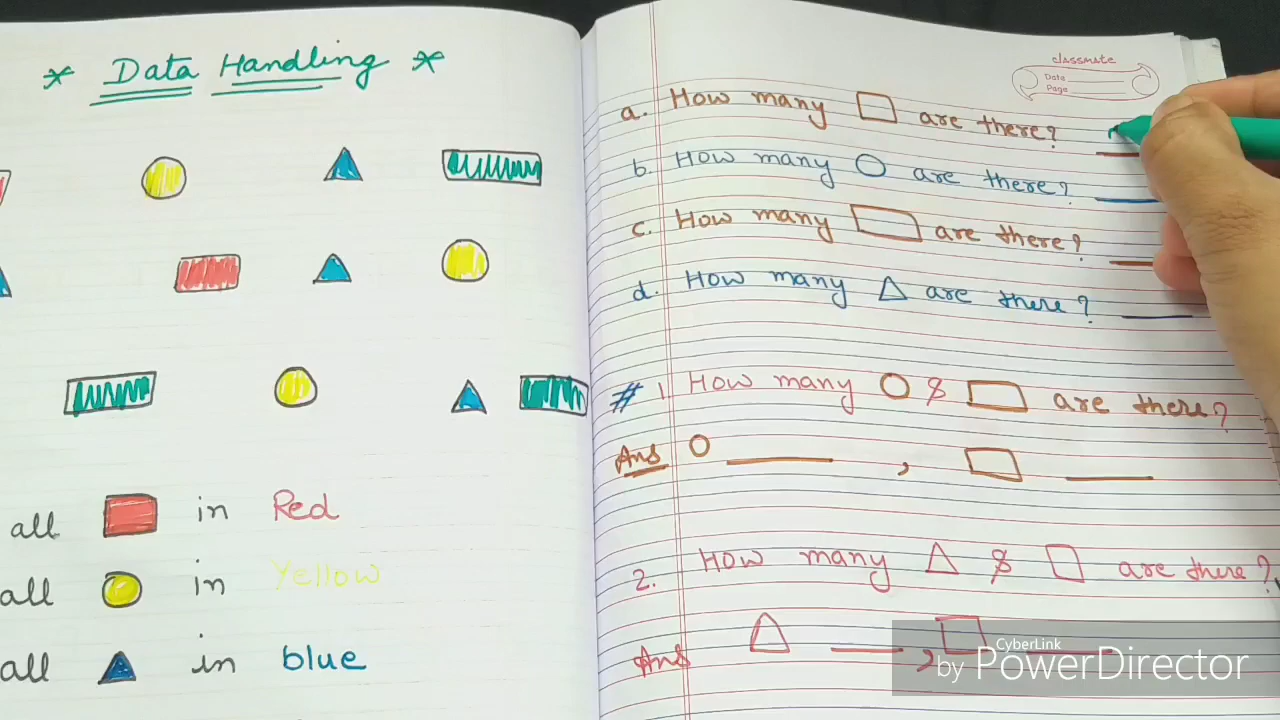 * Data Handling *
all in Red
all in Yellow
all in blue
classmate
Date
Page
a. How many are there?
b. How many are there?
c. How many are there?
d. How many are there?
# 1. How many & are there?
Ans ,
2. How many & are there?
Ans ,
CyberLink
by PowerDirector